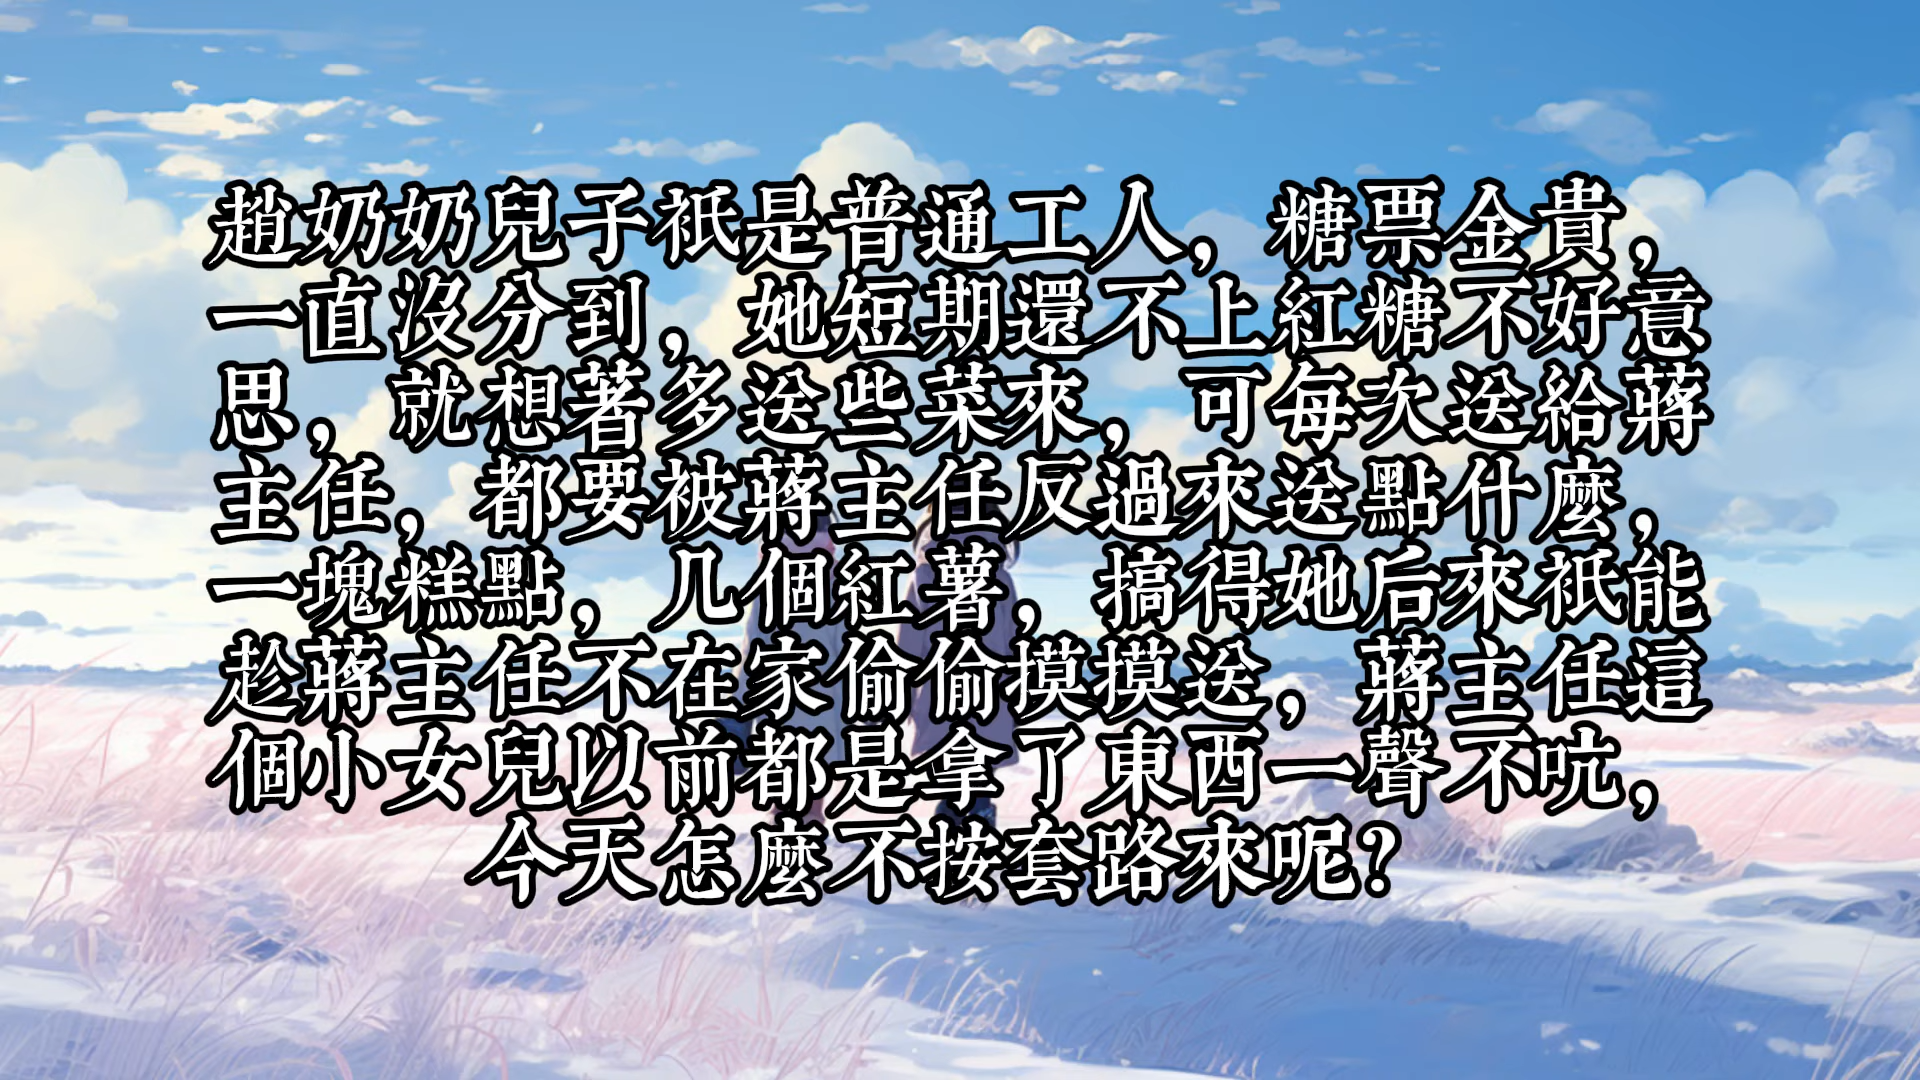 趙奶奶兒子祇是普通工人，糖票金貴，
一直沒分到，她短期還不上紅糖不好意
思，就想著多送些菜來，可每次送給蔣
主任，都要被蔣主任反過來送點什麼，
一塊糕點，几個紅薯，搞得她后來祇能
趁蔣主任不在家偷偷摸摸送，蔣主任這
個小女兒以前都是拿了東西一聲不吭，
今天怎麼不按套路來呢？